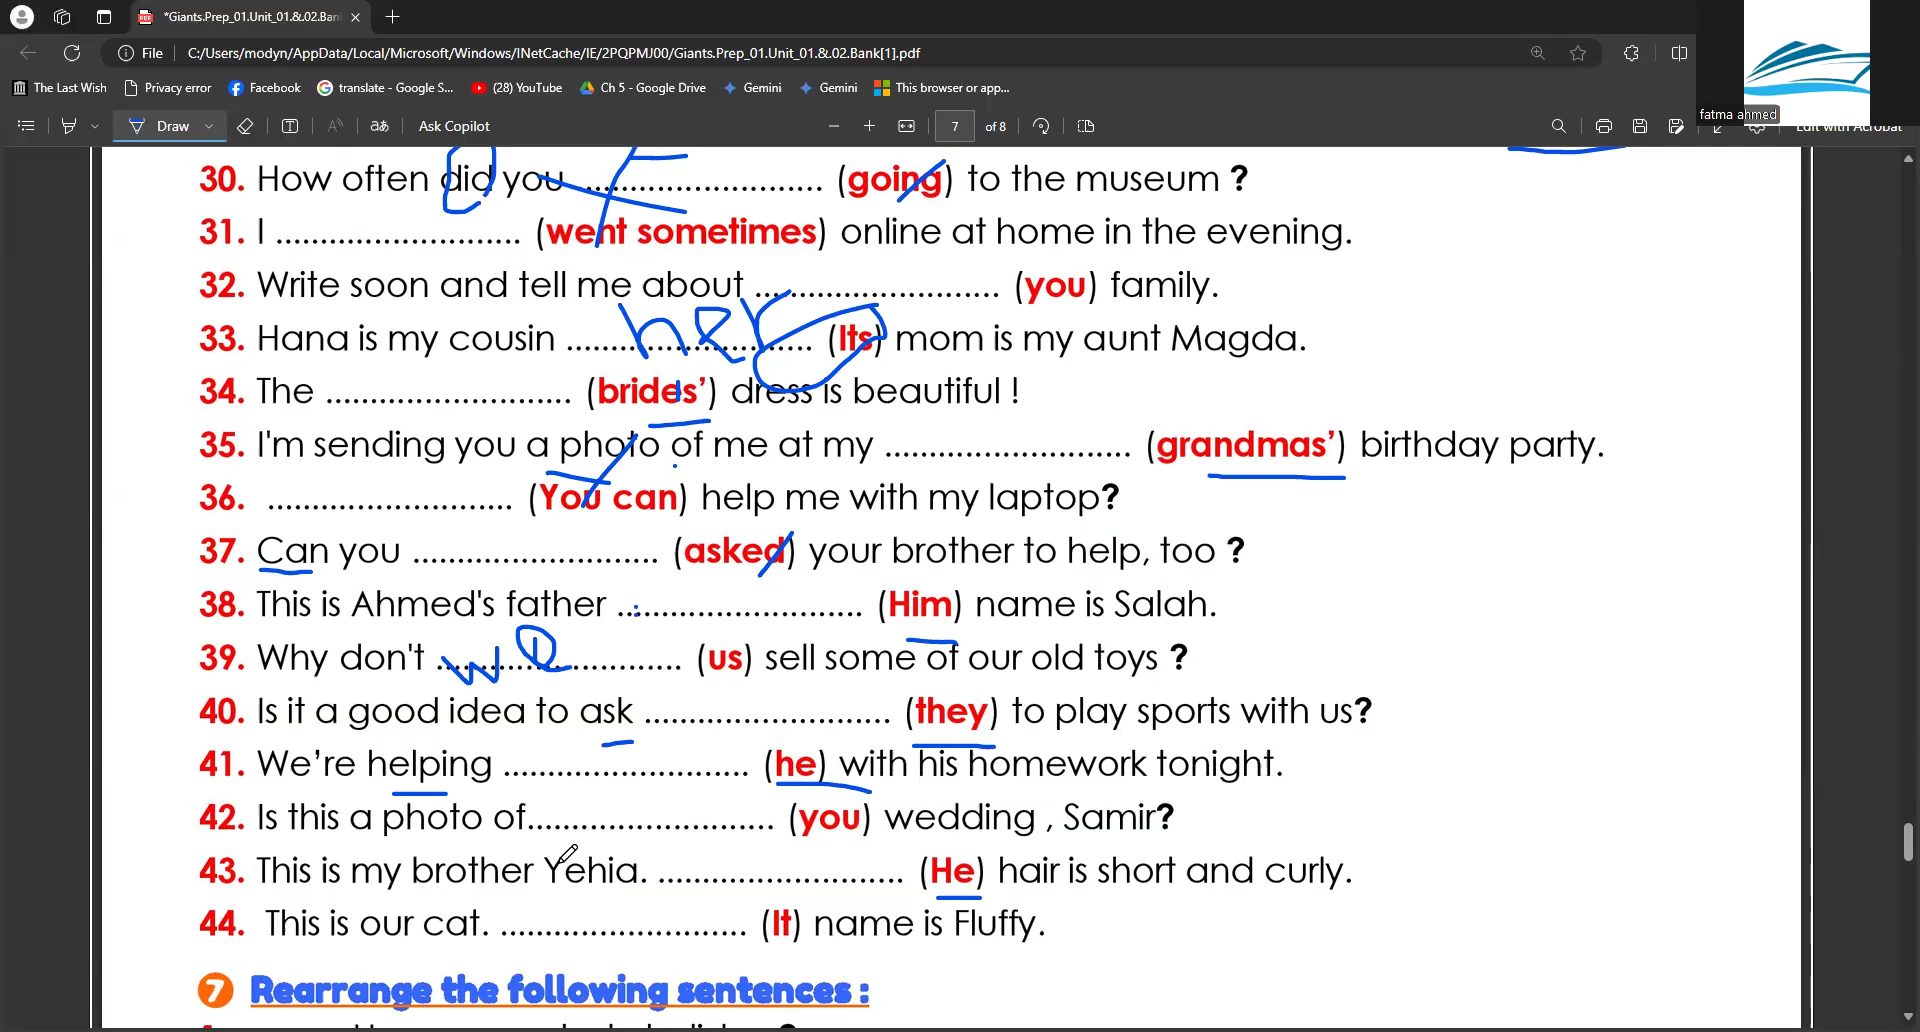 *Giants.Prep_01.Unit_01.&.02.Ban
File C:/Users/modyn/AppData/Local/Microsoft/Windows/INetCache/IE/2PQPMJ00/Giants.Prep_01.Unit_01.&.02.Bank[1].pdf
The Last Wish Privacy error Facebook translate - Google S... (28) YouTube Ch 5 - Google Drive Gemini Gemini This browser or app...
fatma ahmed
Draw Ask Copilot 7 of 8 Edit with Acrobat
30. How often did you ........................... (going) to the museum ?
31. I ........................... (went sometimes) online at home in the evening.
32. Write soon and tell me about ........................... (you) family.
33. Hana is my cousin ........................... (Its) mom is my aunt Magda.
her
34. The ........................... (brides’) dress is beautiful !
35. I'm sending you a photo of me at my ........................... (grandmas’) birthday party.
36. ........................... (You can) help me with my laptop?
37. Can you ........................... (asked) your brother to help, too ?
38. This is Ahmed's father ........................... (Him) name is Salah.
39. Why don't ........................... (us) sell some of our old toys ?
we
40. Is it a good idea to ask ........................... (they) to play sports with us?
41. We’re helping ........................... (he) with his homework tonight.
42. Is this a photo of........................... (you) wedding , Samir?
43. This is my brother Yehia. ........................... (He) hair is short and curly.
44. This is our cat. ........................... (It) name is Fluffy.
7 Rearrange the following sentences :